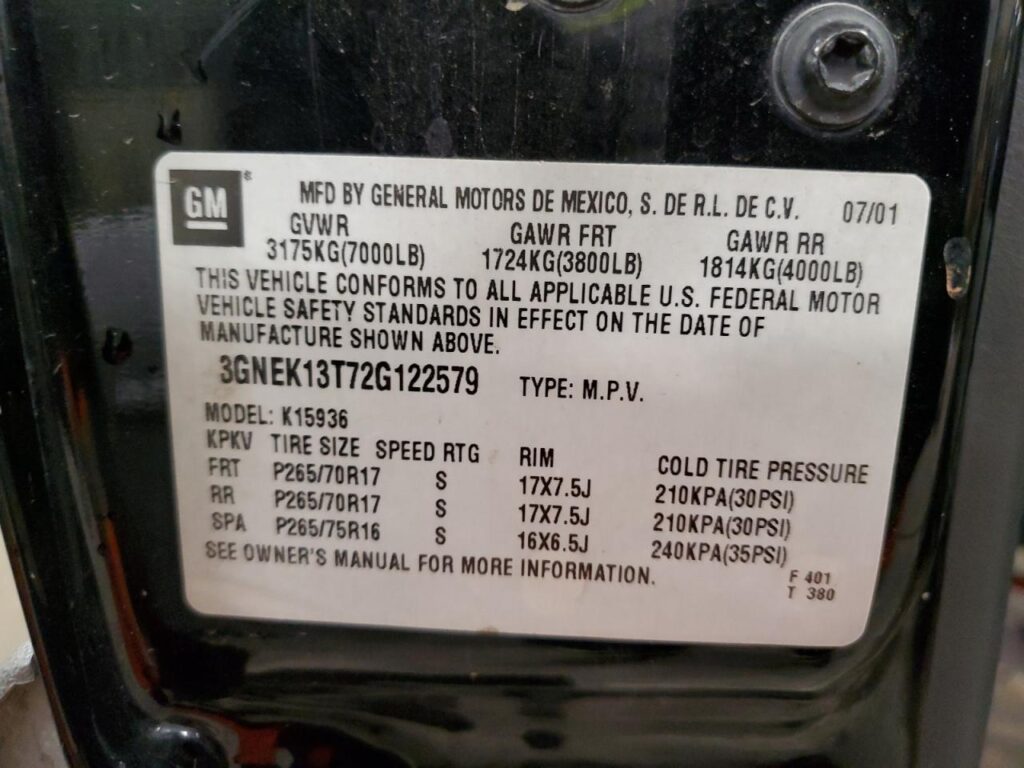 GM®
MFD BY GENERAL MOTORS DE MEXICO, S. DE R.L. DE C.V. 07/01
GVWR GAWR FRT GAWR RR
3175KG(7000LB) 1724KG(3800LB) 1814KG(4000LB)
THIS VEHICLE CONFORMS TO ALL APPLICABLE U.S. FEDERAL MOTOR
VEHICLE SAFETY STANDARDS IN EFFECT ON THE DATE OF
MANUFACTURE SHOWN ABOVE.
3GNEK13T72G122579 TYPE: M.P.V.
MODEL: K15936
KPKV TIRE SIZE SPEED RTG RIM COLD TIRE PRESSURE
FRT P265/70R17 S 17X7.5J 210KPA(30PSI)
RR P265/70R17 S 17X7.5J 210KPA(30PSI)
SPA P265/75R16 S 16X6.5J 240KPA(35PSI)
SEE OWNER'S MANUAL FOR MORE INFORMATION.
F 401
T 380